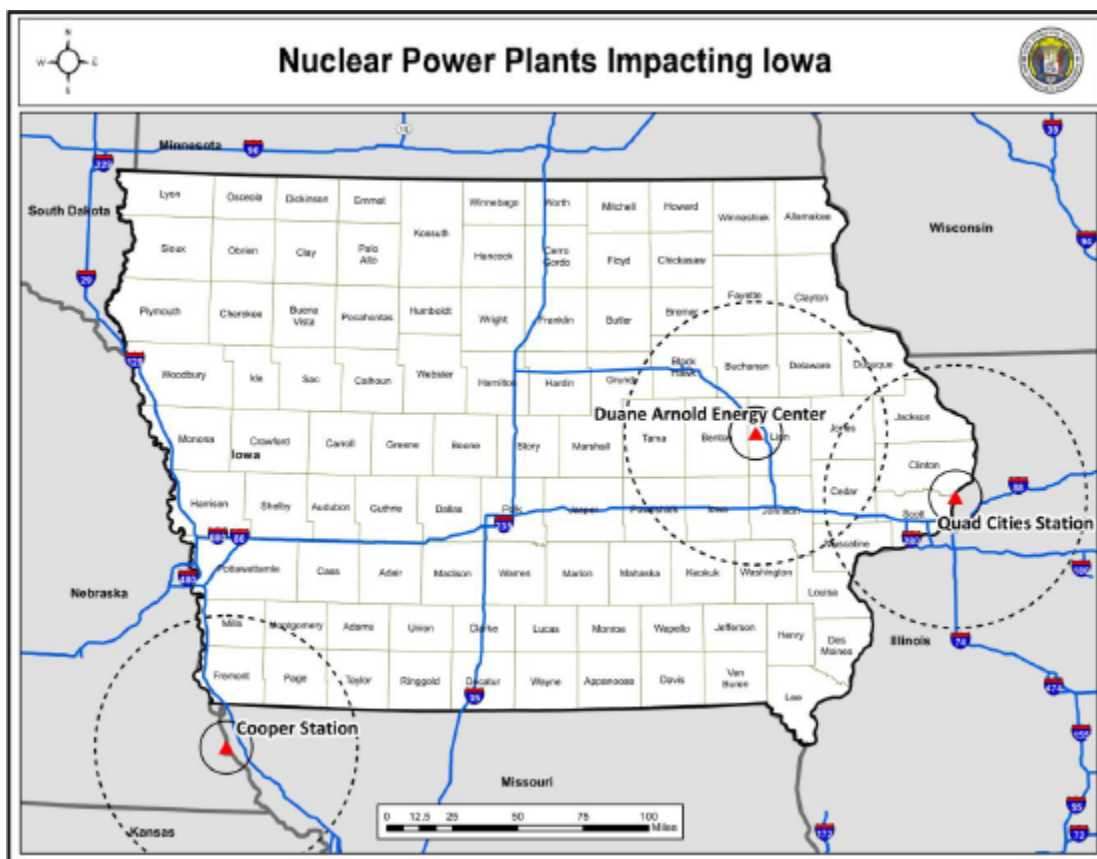 N
W E
S
Nuclear Power Plants Impacting Iowa
Minnesota
South Dakota
Wisconsin
Lyon Osceola Dickinson Emmet Winnebago Worth Mitchell Howard Winneshiek Allamakee
Kossuth
Sioux Obrien Clay Palo Alto Hancock Cerro Gordo Floyd Chickasaw
Fayette Clayton
Plymouth Cherokee Buena Vista Pocahontas Humboldt Wright Franklin Butler Bremer
Woodbury Ida Sac Calhoun Webster Hamilton Hardin Grundy Black Hawk Buchanan Delaware Dubuque
Duane Arnold Energy Center
Jackson
Monona Crawford Carroll Greene Boone Story Marshall Tama Benton Linn Jones
Iowa
Clinton
Cedar
Harrison Shelby Audubon Guthrie Dallas Polk Jasper Poweshiek Iowa Johnson Scott
Quad Cities Station
Muscatine
Pottawattamie Cass Adair Madison Warren Marion Mahaska Keokuk Washington
Nebraska
Louisa
Mills Montgomery Adams Union Clarke Lucas Monroe Wapello Jefferson Henry Des Moines
Illinois
Fremont Page Taylor Ringgold Decatur Wayne Appanoose Davis Van Buren Lee
Cooper Station
Missouri
Kansas
0 12.5 25 50 75 100
Miles